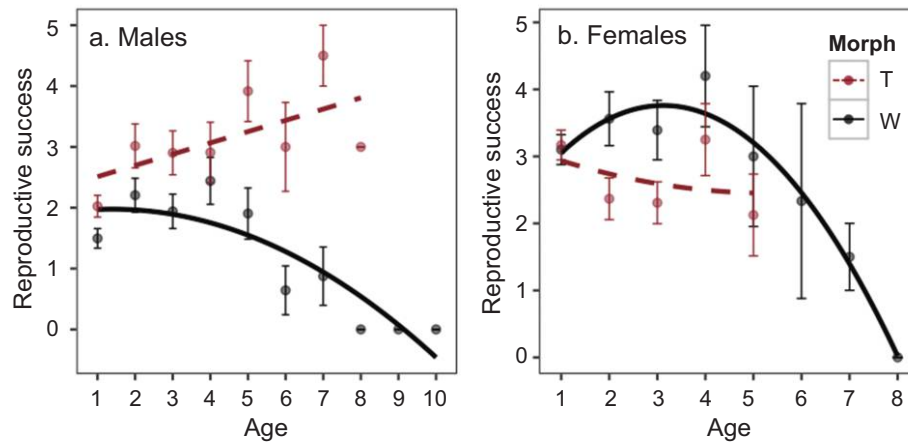 a. Males
Reproductive success
5
4
3
2
1
0
1 2 3 4 5 6 7 8 9 10
Age
b. Females
Reproductive success
5
4
3
2
1
0
1 2 3 4 5 6 7 8
Age
Morph
T
W